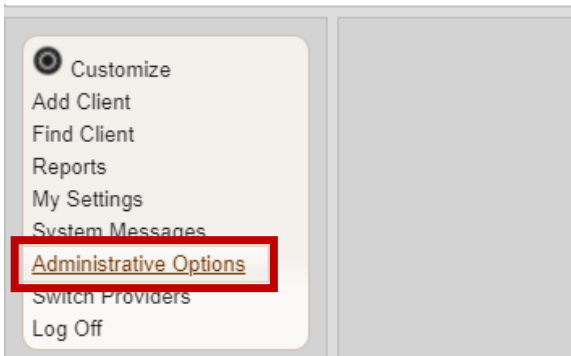 Customize
Add Client
Find Client
Reports
My Settings
System Messages
Administrative Options
Switch Providers
Log Off